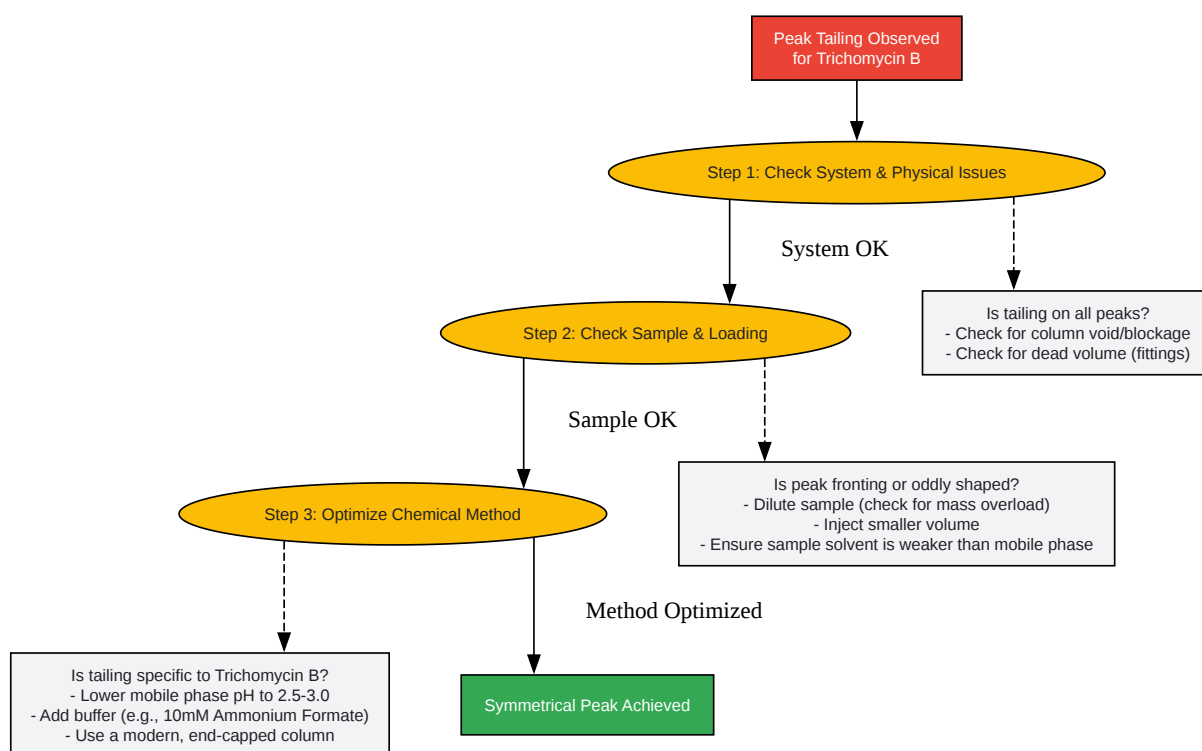 Peak Tailing Observed
for Trichomycin B
Step 1: Check System & Physical Issues
System OK
Is tailing on all peaks?
- Check for column void/blockage
- Check for dead volume (fittings)
Step 2: Check Sample & Loading
Sample OK
Is peak fronting or oddly shaped?
- Dilute sample (check for mass overload)
- Inject smaller volume
- Ensure sample solvent is weaker than mobile phase
Step 3: Optimize Chemical Method
Method Optimized
Is tailing specific to Trichomycin B?
- Lower mobile phase pH to 2.5-3.0
- Add buffer (e.g., 10mM Ammonium Formate)
- Use a modern, end-capped column
Symmetrical Peak Achieved